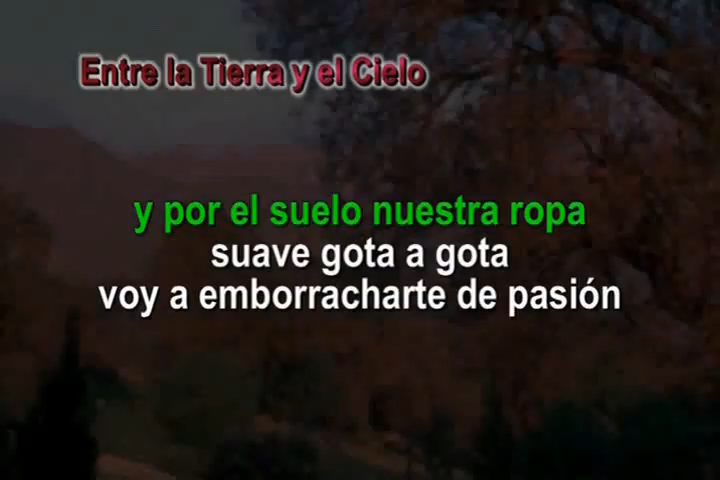 Entre la Tierra y el Cielo
y por el suelo nuestra ropa
suave gota a gota
voy a emborracharte de pasión